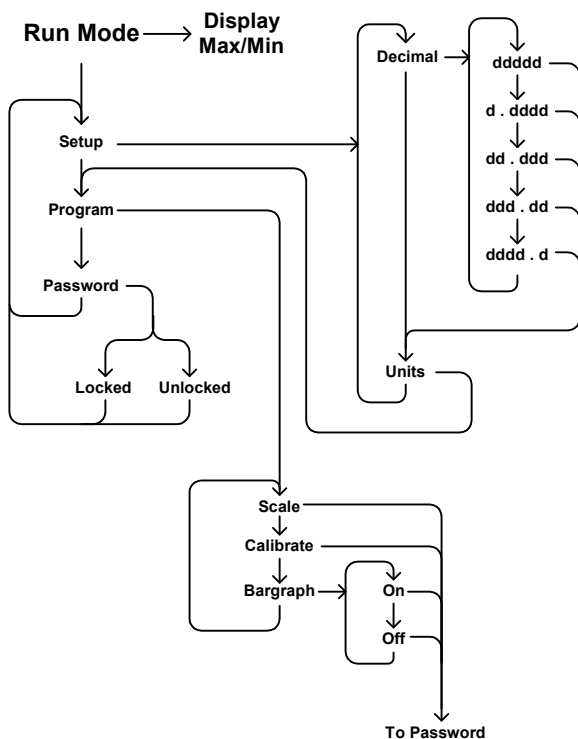 Run Mode
Display
Max/Min
Setup
Program
Password
Locked
Unlocked
Decimal
ddddd
d . dddd
dd . ddd
ddd . dd
dddd . d
Units
Scale
Calibrate
Bargraph
On
Off
To Password